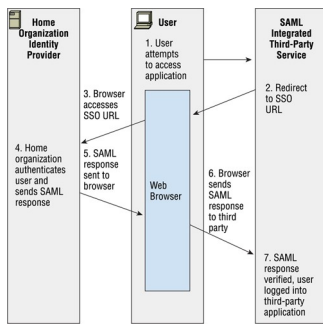 Home
Organization
Identity
Provider
User
SAML
Integrated
Third-Party
Service
1. User
attempts
to access
application
2. Redirect
to SSO
URL
3. Browser
accesses
SSO URL
4. Home
organization
authenticates
user and
sends SAML
response
5. SAML
response
sent to
browser
Web
Browser
6. Browser
sends
SAML
response
to third
party
7. SAML
response
verified, user
logged into
third-party
application